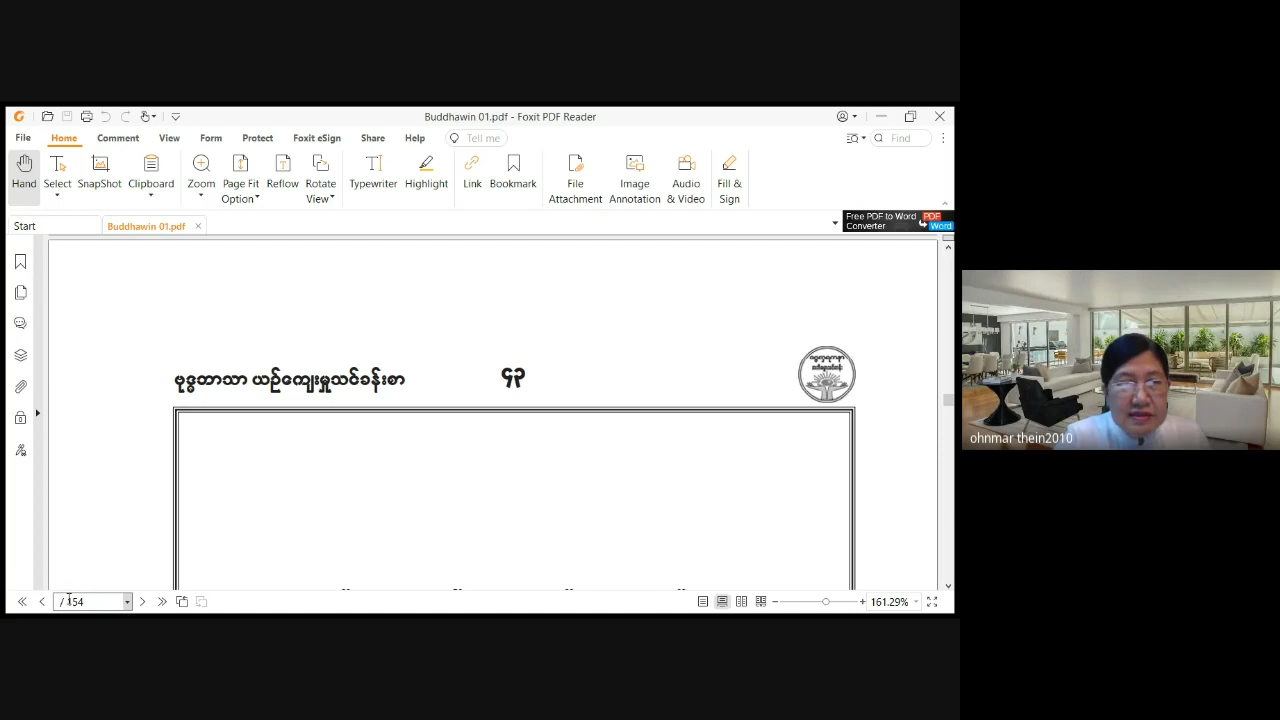 Buddhawin 01.pdf - Foxit PDF Reader
File Home Comment View Form Protect Foxit eSign Share Help Tell me Find
Hand Select SnapShot Clipboard Zoom Page Fit Option Reflow Rotate View Typewriter Highlight Link Bookmark File Attachment Image Annotation Audio & Video Fill & Sign
Start Buddhawin 01.pdf
Free PDF to Word Converter PDF Word
ဗုဒ္ဓဘာသာ ယဉ်ကျေးမှုသင်ခန်းစာ ၄၃
ohnmar thein2010
161.29%